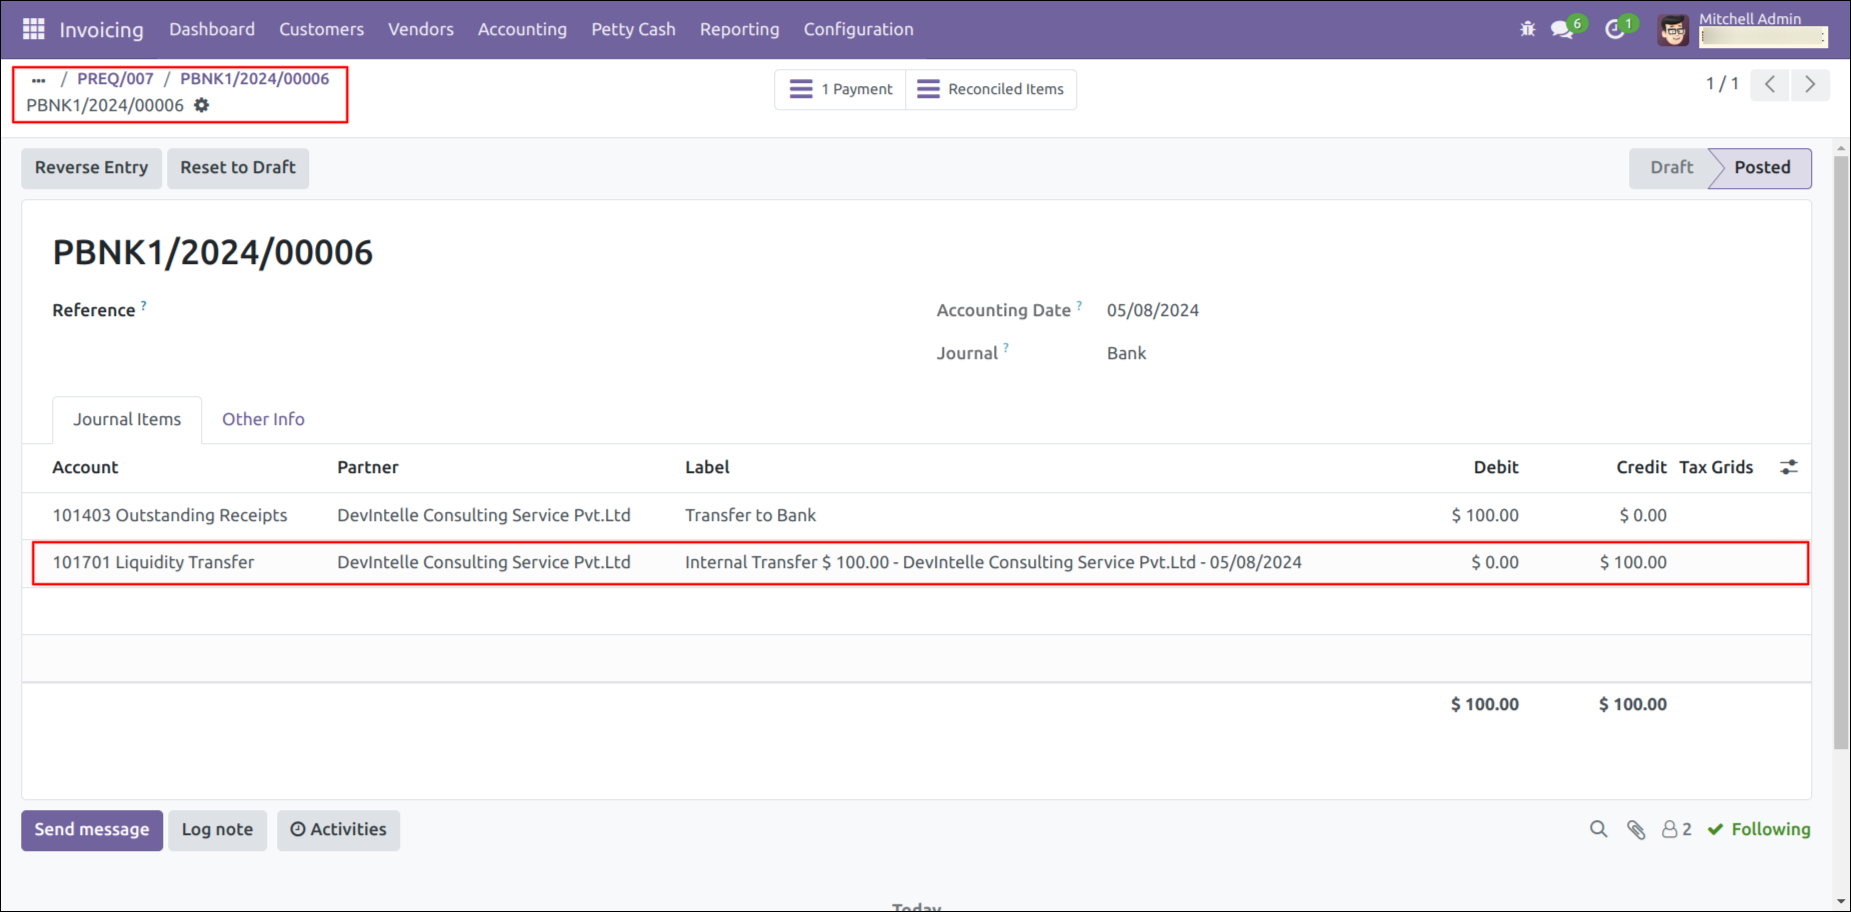 Invoicing Dashboard Customers Vendors Accounting Petty Cash Reporting Configuration 6 1 Mitchell Admin
... / PREQ/007 / PBNK1/2024/00006
PBNK1/2024/00006
1 Payment Reconciled Items
1 / 1
Reverse Entry Reset to Draft Draft Posted
PBNK1/2024/00006
Reference ? Accounting Date ? 05/08/2024
Journal ? Bank
Journal Items Other Info
Account Partner Label Debit Credit Tax Grids
101403 Outstanding Receipts DevIntelle Consulting Service Pvt.Ltd Transfer to Bank $ 100.00 $ 0.00
101701 Liquidity Transfer DevIntelle Consulting Service Pvt.Ltd Internal Transfer $ 100.00 - DevIntelle Consulting Service Pvt.Ltd - 05/08/2024 $ 0.00 $ 100.00
$ 100.00 $ 100.00
Send message Log note Activities 2 Following
Today